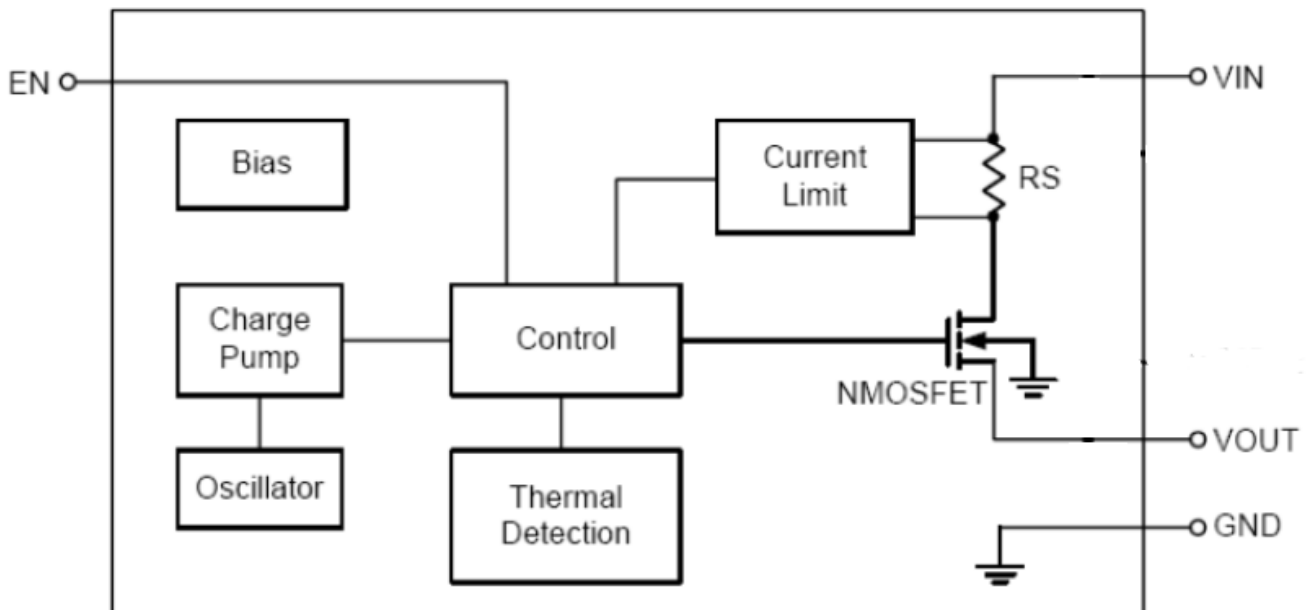 EN
VIN
Bias
Current
Limit
RS
Charge
Pump
Control
NMOSFET
VOUT
Oscillator
Thermal
Detection
GND